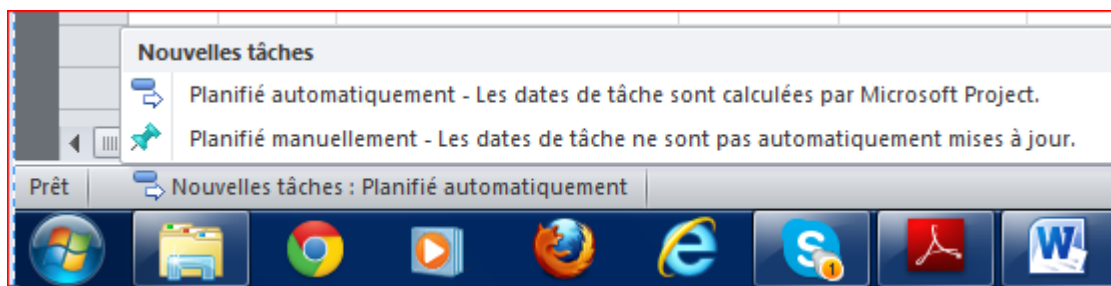 Nouvelles tâches
Planifié automatiquement - Les dates de tâche sont calculées par Microsoft Project.
Planifié manuellement - Les dates de tâche ne sont pas automatiquement mises à jour.
Prêt
Nouvelles tâches : Planifié automatiquement
S
1
W